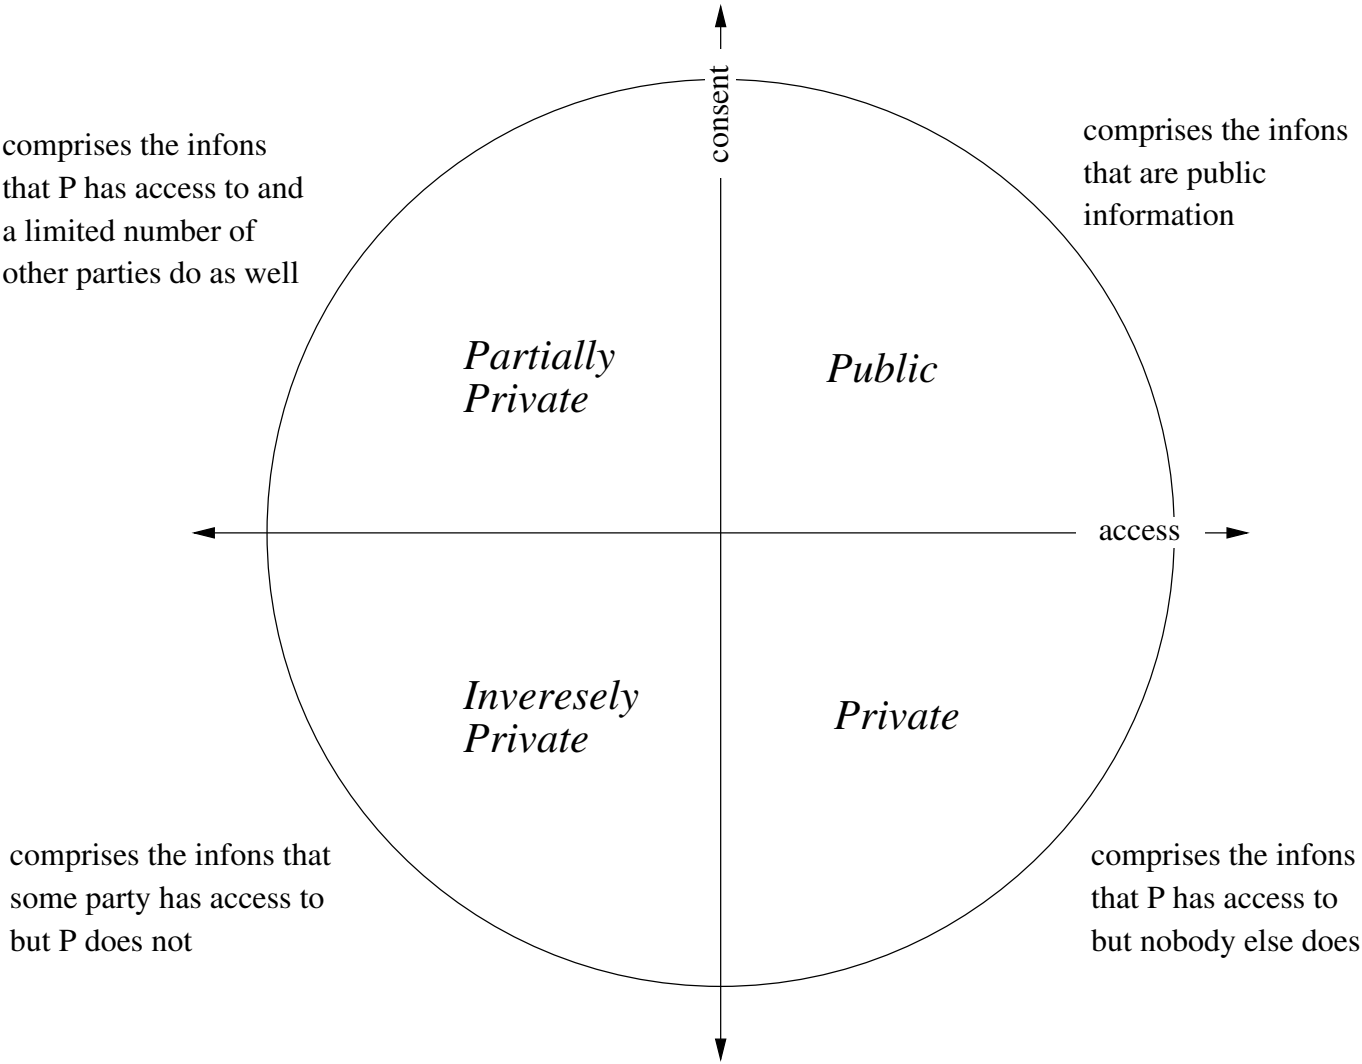 consent
comprises the infons
that P has access to and
a limited number of
other parties do as well
comprises the infons
that are public
information
Partially
Private
Public
access
Inveresely
Private
Private
comprises the infons that
some party has access to
but P does not
comprises the infons
that P has access to
but nobody else does